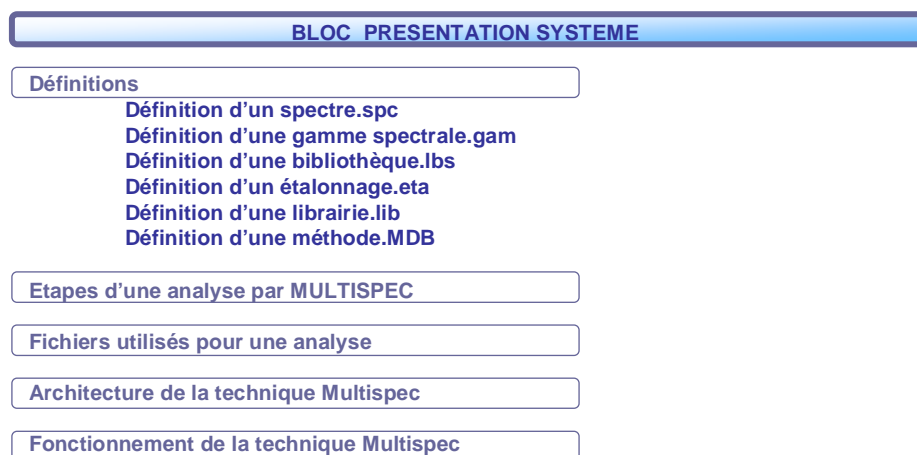 BLOC PRESENTATION SYSTEME
Définitions
Définition d'un spectre.spc
Définition d'une gamme spectrale.gam
Définition d'une bibliothèque.lbs
Définition d'un étalonnage.eta
Définition d'une librairie.lib
Définition d'une méthode.MDB
Etapes d'une analyse par MULTISPEC
Fichiers utilisés pour une analyse
Architecture de la technique Multispec
Fonctionnement de la technique Multispec